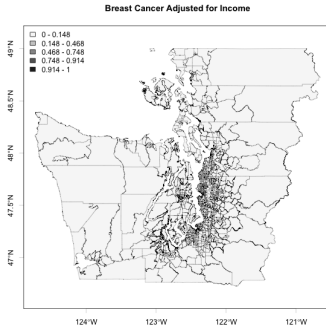 Breast Cancer Adjusted for Income
0 - 0.148
0.148 - 0.468
0.468 - 0.748
0.748 - 0.914
0.914 - 1
49°N
48.5°N
48°N
47.5°N
47°N
124°W
123°W
122°W
121°W